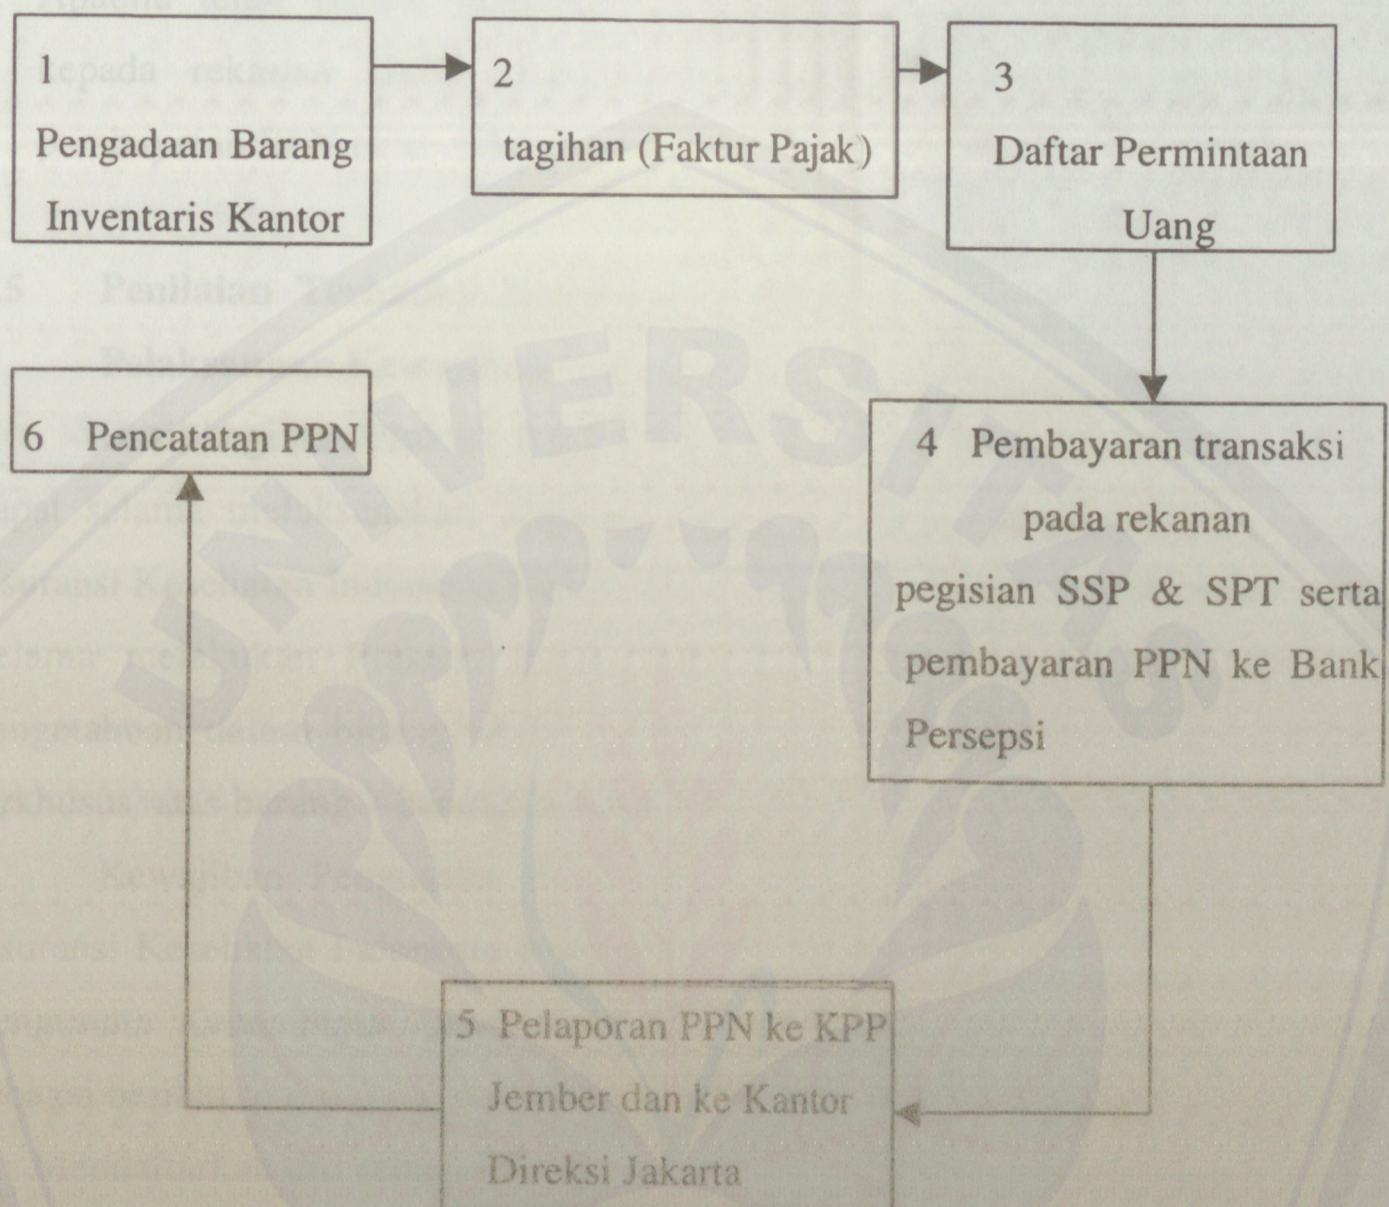 1
Pengadaan Barang
Inventaris Kantor
2
tagihan (Faktur Pajak)
3
Daftar Permintaan
Uang
4 Pembayaran transaksi
pada rekanan
pegisian SSP & SPT serta
pembayaran PPN ke Bank
Persepsi
5 Pelaporan PPN ke KPP
Jember dan ke Kantor
Direksi Jakarta
6 Pencatatan PPN
UNIVERSITAS